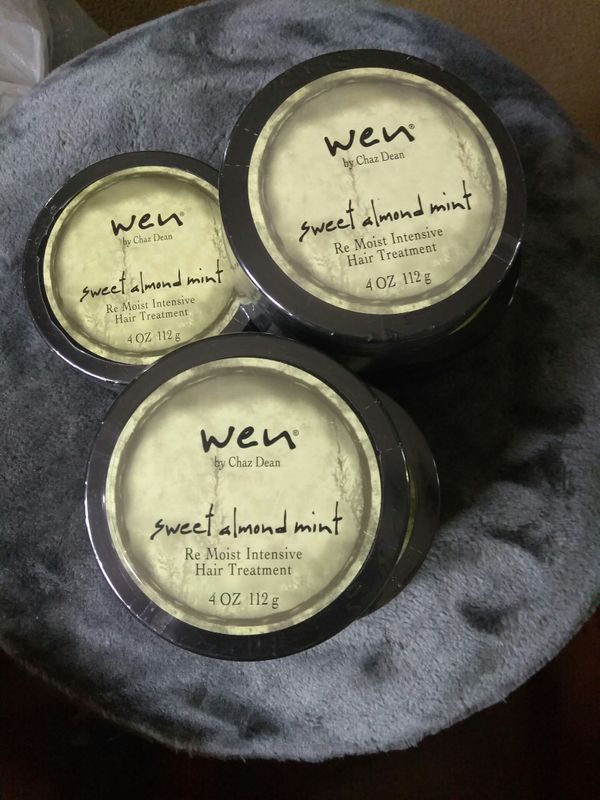 wen®
by Chaz Dean
sweet almond mint
Re Moist Intensive
Hair Treatment
4 OZ 112 g
wen®
by Chaz Dean
sweet almond mint
Re Moist Intensive
Hair Treatment
4 OZ 112 g
wen®
by Chaz Dean
sweet almond mint
Re Moist Intensive
Hair Treatment
4 OZ 112 g